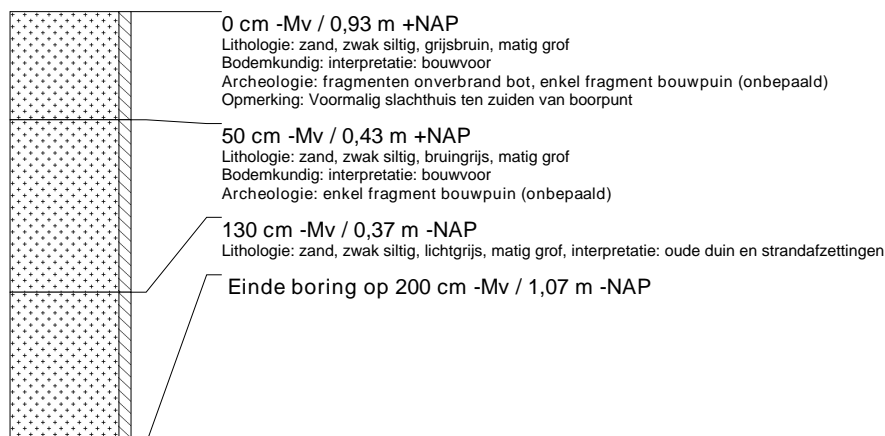 0 cm -Mv / 0,93 m +NAP
Lithologie: zand, zwak siltig, grijsbruin, matig grof
Bodemkundig: interpretatie: bouwvoor
Archeologie: fragmenten onverbrand bot, enkel fragment bouwpuin (onbepaald)
Opmerking: Voormalig slachthuis ten zuiden van boorpunt
50 cm -Mv / 0,43 m +NAP
Lithologie: zand, zwak siltig, bruingrijs, matig grof
Bodemkundig: interpretatie: bouwvoor
Archeologie: enkel fragment bouwpuin (onbepaald)
130 cm -Mv / 0,37 m -NAP
Lithologie: zand, zwak siltig, lichtgrijs, matig grof, interpretatie: oude duin en strandafzettingen
Einde boring op 200 cm -Mv / 1,07 m -NAP